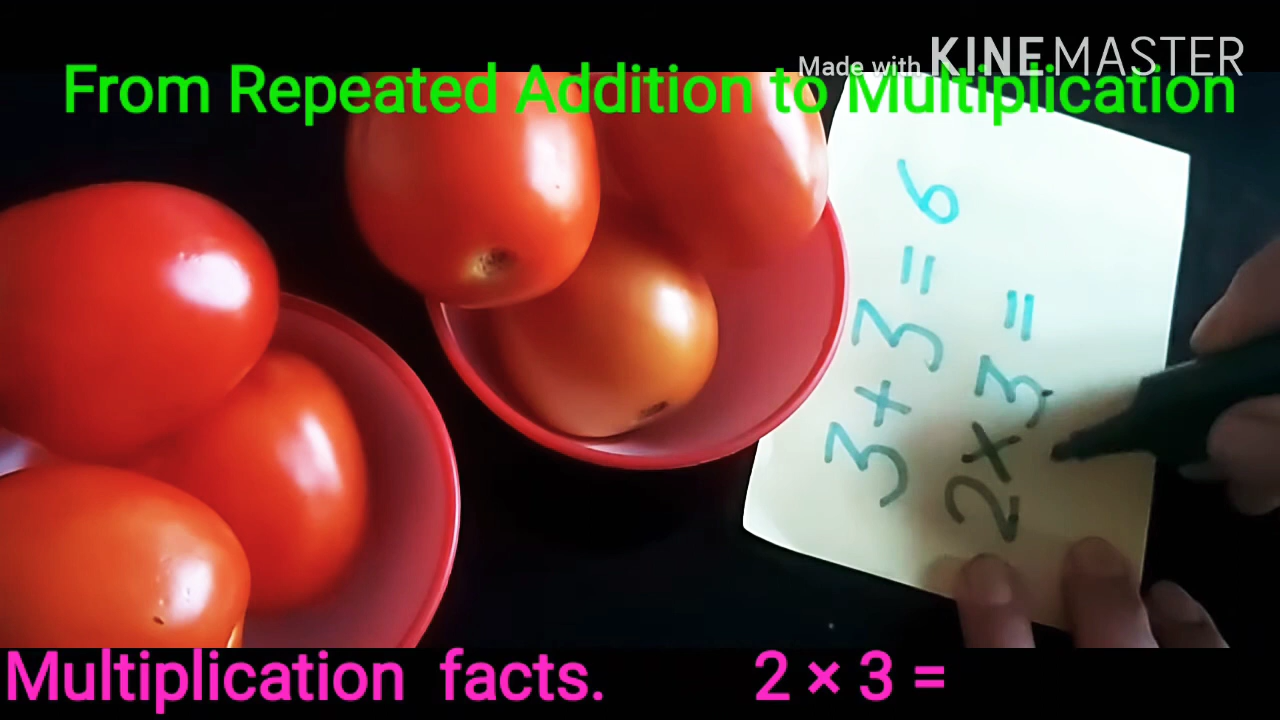 Made with KINEMASTER
From Repeated Addition to Multiplication
3+3=6
2×3=
Multiplication facts. 2 × 3 =